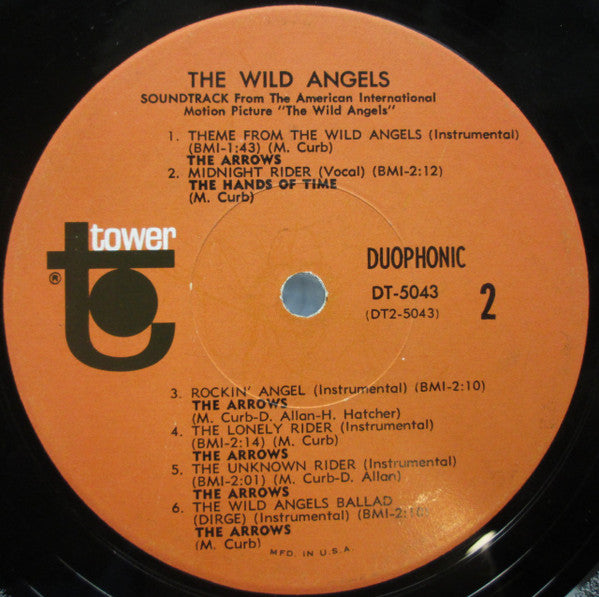 THE WILD ANGELS
SOUNDTRACK From The American International
Motion Picture "The Wild Angels"
1. THEME FROM THE WILD ANGELS (Instrumental)
(BMI-1:43) (M. Curb)
THE ARROWS
2. MIDNIGHT RIDER (Vocal) (BMI-2:12)
THE HANDS OF TIME
(M. Curb)
tower
®
DUOPHONIC
DT-5043
(DT2-5043)
2
3. ROCKIN' ANGEL (Instrumental) (BMI-2:10)
THE ARROWS
(M. Curb-D. Allan-H. Hatcher)
4. THE LONELY RIDER (Instrumental)
(BMI-2:14) (M. Curb)
THE ARROWS
5. THE UNKNOWN RIDER (Instrumental)
(BMI-2:01) (M. Curb-D. Allan)
THE ARROWS
6. THE WILD ANGELS BALLAD
(DIRGE) (Instrumental)
THE ARROWS
(M. Curb)
MFD. IN U.S.A.